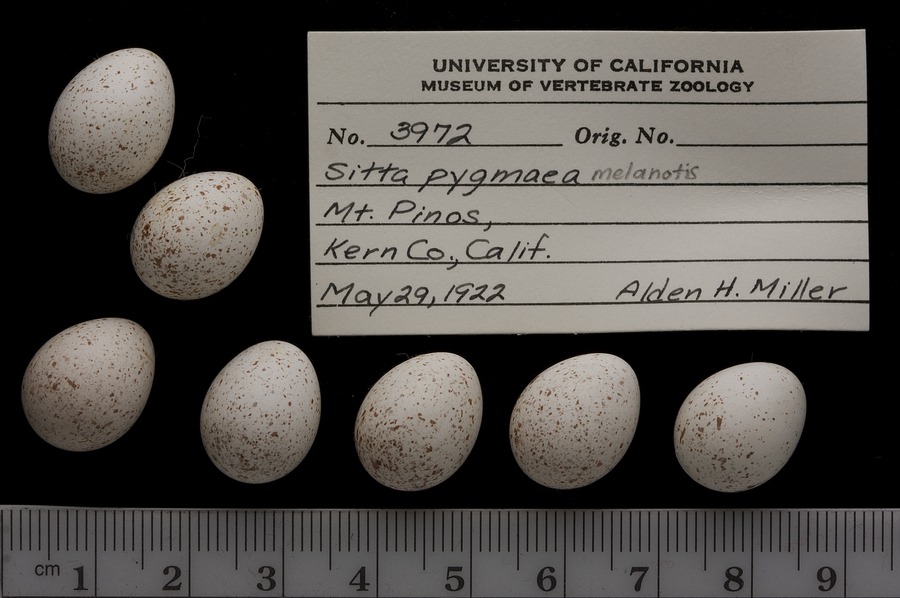 UNIVERSITY OF CALIFORNIA
MUSEUM OF VERTEBRATE ZOOLOGY
No. 3972 Orig. No.
Sitta pygmaea melanotis
Mt. Pinos,
Kern Co., Calif.
May 29, 1922 Alden H. Miller
cm 1 2 3 4 5 6 7 8 9